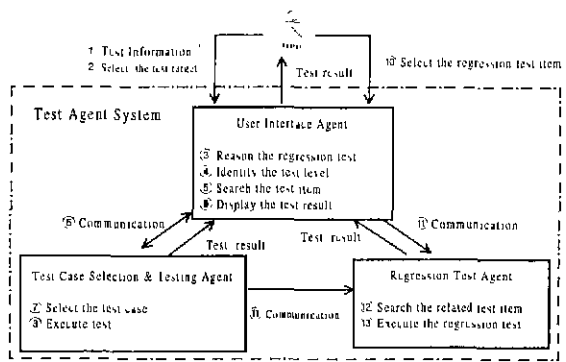 1 Test Information
2 Select the test target
Test result
10 Select the regression test item
Test Agent System
User Interface Agent
③ Reason the regression test
④ Identify the test level
⑤ Search the test item
Display the test result
⑥ Communication
Test result
Test result
⑪ Communication
Test Case Selection & Testing Agent
⑦ Select the test case
Execute test
⑪ Communication
Regression Test Agent
12 Search the related test item
13 Execute the regression test